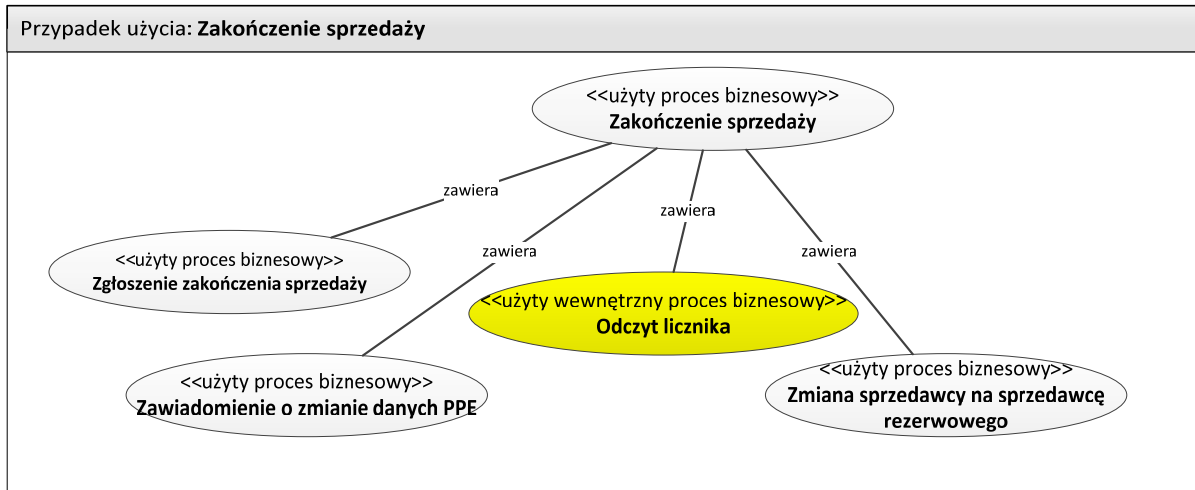 Przypadek użycia: Zakończenie sprzedaży
<<użyty proces biznesowy>>
Zakończenie sprzedaży
zawiera
zawiera
zawiera
zawiera
<<użyty proces biznesowy>>
Zgłoszenie zakończenia sprzedaży
<<użyty wewnętrzny proces biznesowy>>
Odczyt licznika
<<użyty proces biznesowy>>
Zawiadomienie o zmianie danych PPE
<<użyty proces biznesowy>>
Zmiana sprzedawcy na sprzedawcę
rezerwowego